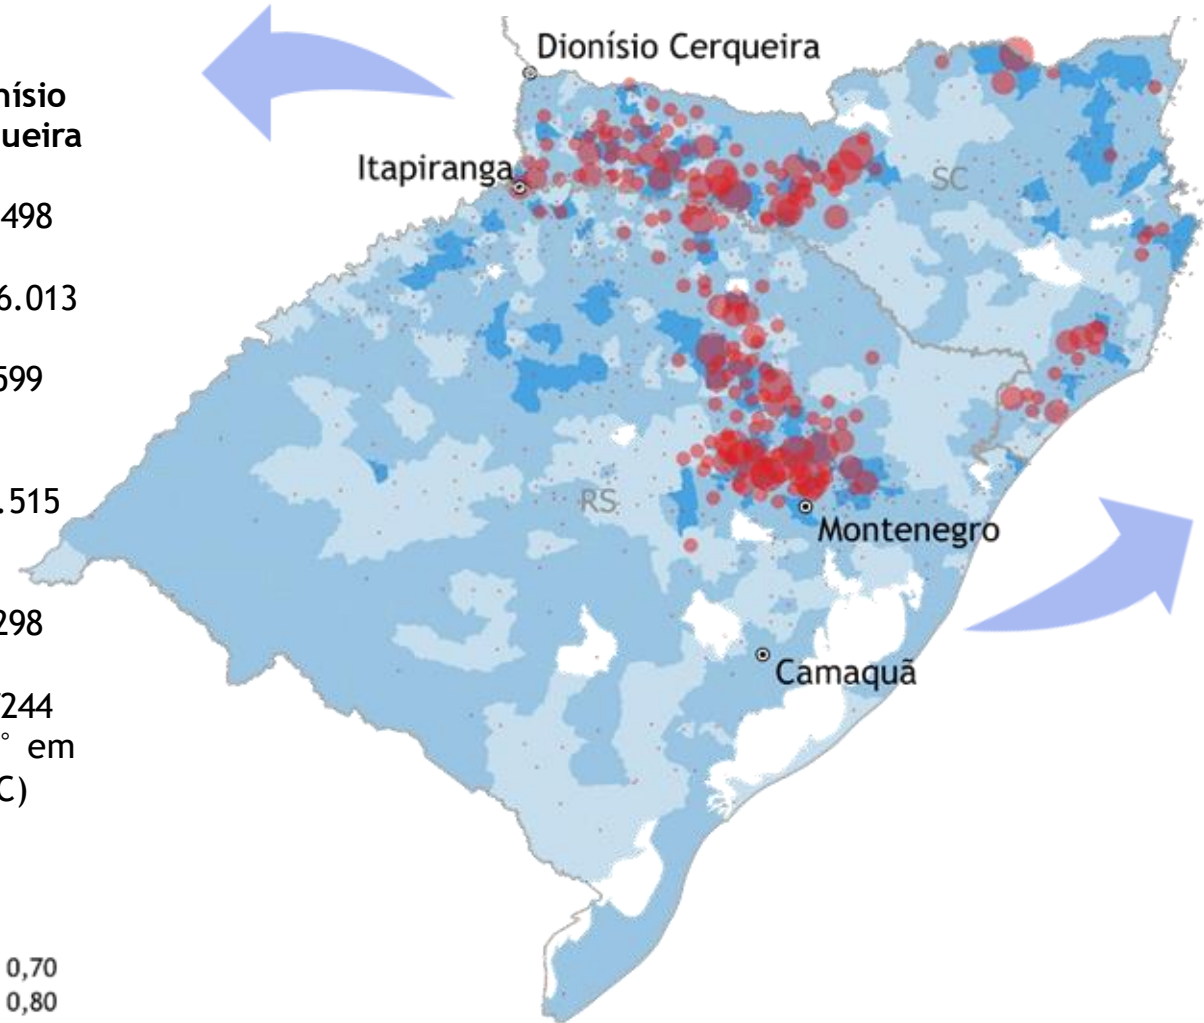 nísio
ueira
498
6.013
599
.515
298
244
° em
C)
0,70
0,80
Dionísio Cerqueira
Itapiranga
SC
RS
Montenegro
Camaquã